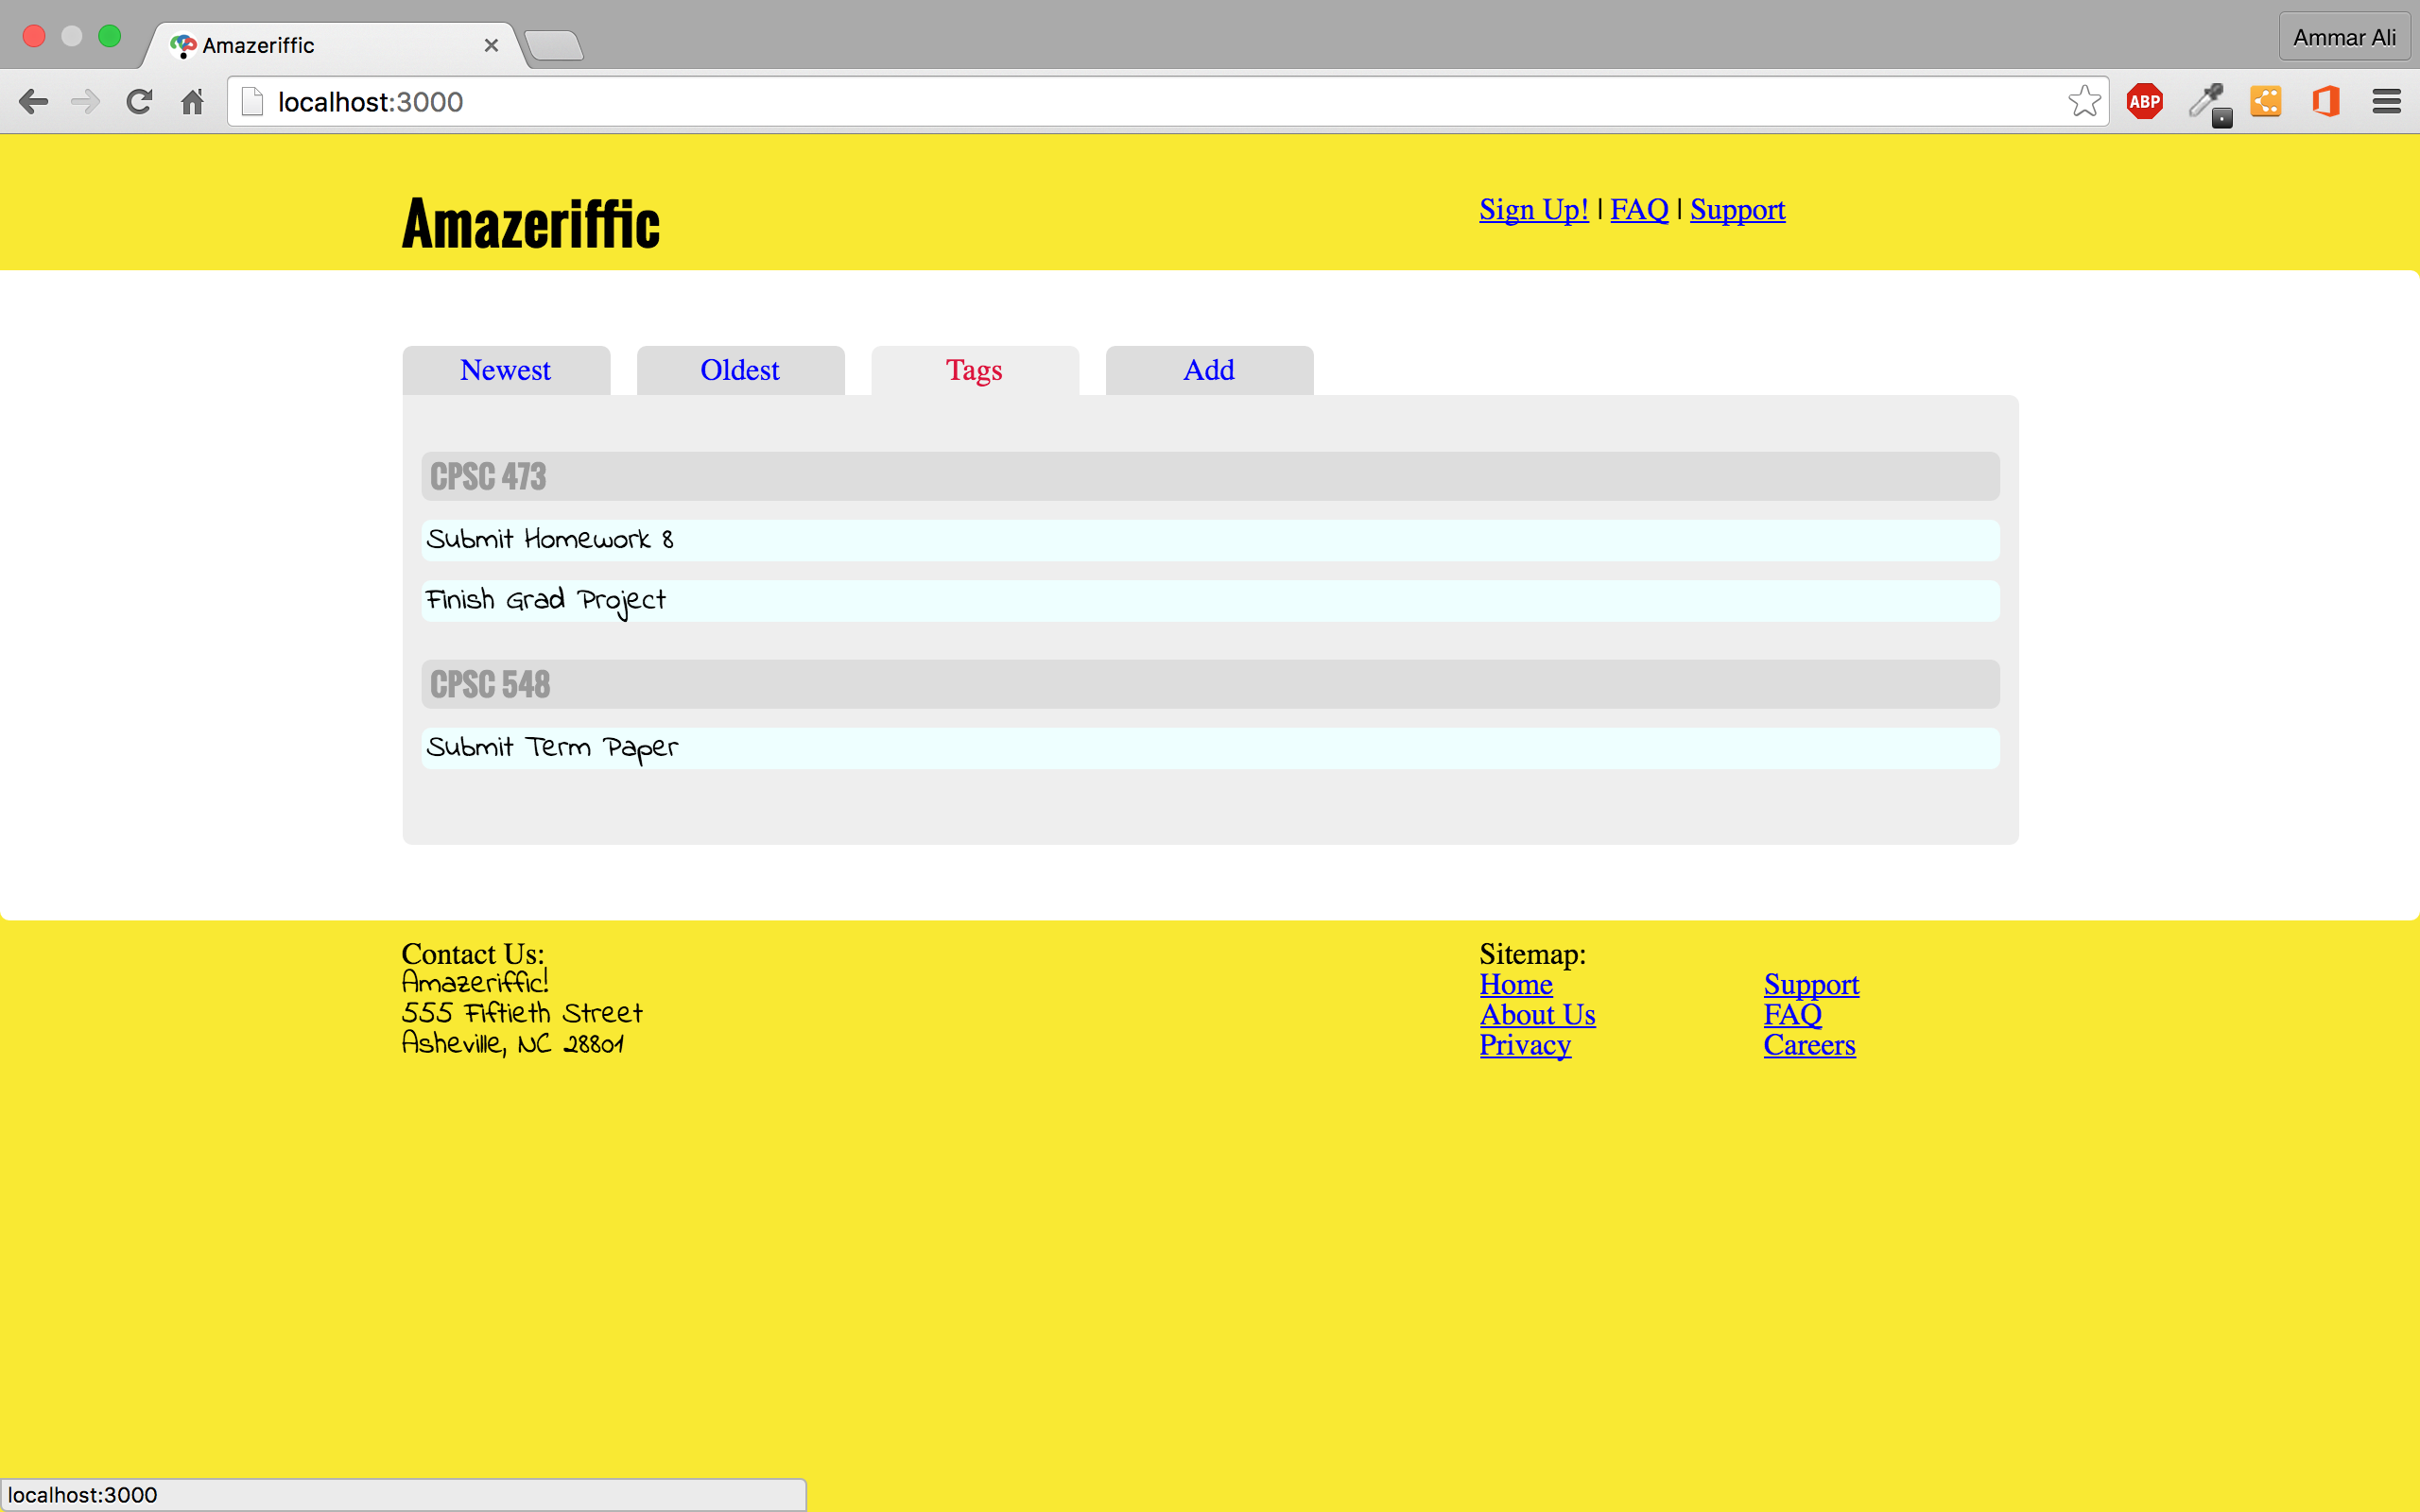 Amazeriffic
Ammar Ali
localhost:3000
ABP
Amazeriffic
Sign Up! | FAQ | Support
Newest
Oldest
Tags
Add
CPSC 473
Submit Homework 8
Finish Grad Project
CPSC 548
Submit Term Paper
Contact Us:
Amazeriffic!
555 Fiftieth Street
Asheville, NC 28801
Sitemap:
Home
About Us
Privacy
Support
FAQ
Careers
localhost:3000